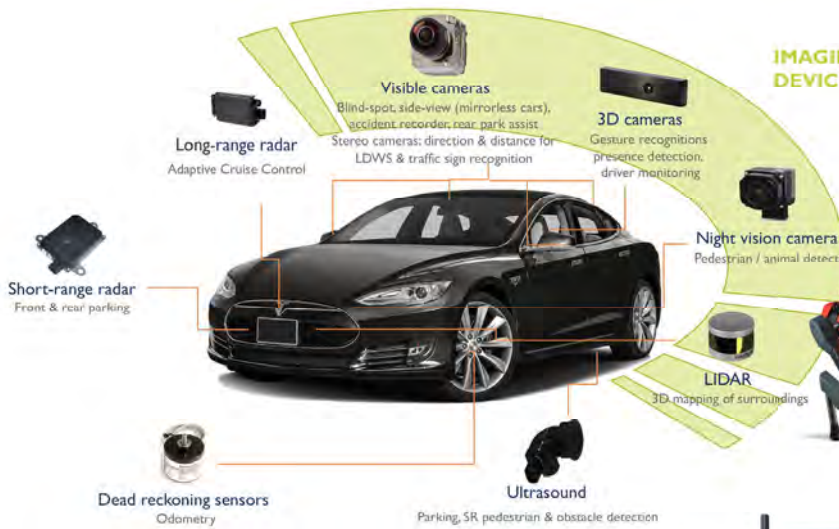 IMAGI
DEVIC
Visible cameras
Blind-spot, side-view (mirrorless cars),
accident recorder, rear park assist
Stereo cameras: direction & distance for
LDWS & traffic sign recognition
3D cameras
Gesture recognitions
presence detection,
driver monitoring
Long-range radar
Adaptive Cruise Control
Night vision camera
Pedestrian / animal detect
Short-range radar
Front & rear parking
LIDAR
3D mapping of surroundings
Dead reckoning sensors
Odometry
Ultrasound
Parking, SR pedestrian & obstacle detection